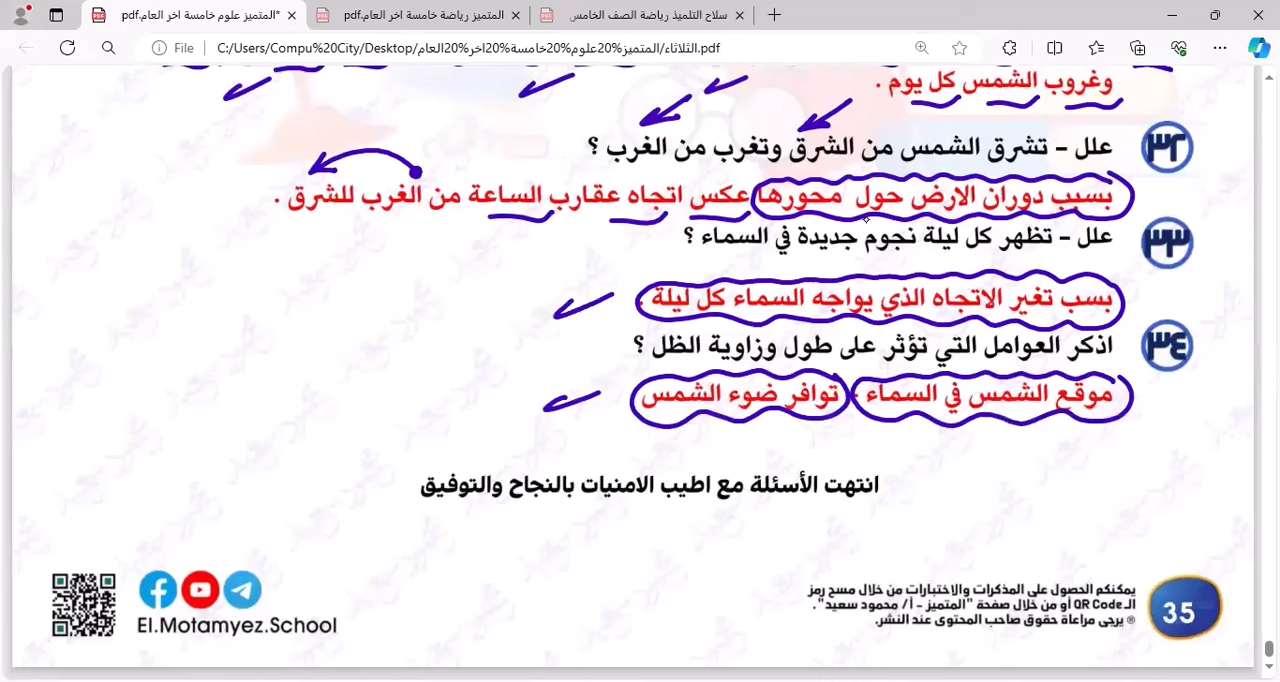 المتميز علوم خامسة اخر العام.pdf*
المتميز رياضة خامسة اخر العام.pdf
سلاح التلميذ رياضة الصف الخامس
File
C:/Users/Compu%20City/Desktop/الثلاثاء/المتميز%20علوم%20خامسة%20اخر%20العام.pdf
وغروب الشمس كل يوم .
٣٢ علل - تشرق الشمس من الشرق وتغرب من الغرب ؟
بسبب دوران الارض حول محورها عكس اتجاه عقارب الساعة من الغرب للشرق .
٣٣ علل - تظهر كل ليلة نجوم جديدة في السماء ؟
بسب تغير الاتجاه الذي يواجه السماء كل ليلة .
٣٤ اذكر العوامل التي تؤثر على طول وزاوية الظل ؟
موقع الشمس في السماء - توافر ضوء الشمس
انتهت الأسئلة مع اطيب الامنيات بالنجاح والتوفيق
يمكنكم الحصول على المذكرات والاختبارات من خلال مسح رمز
الـ QR Code أو من خلال صفحة "المتميز - أ/ محمود سعيد".
® يرجى مراعاة حقوق صاحب المحتوى عند النشر.
35
El.Motamyez.School